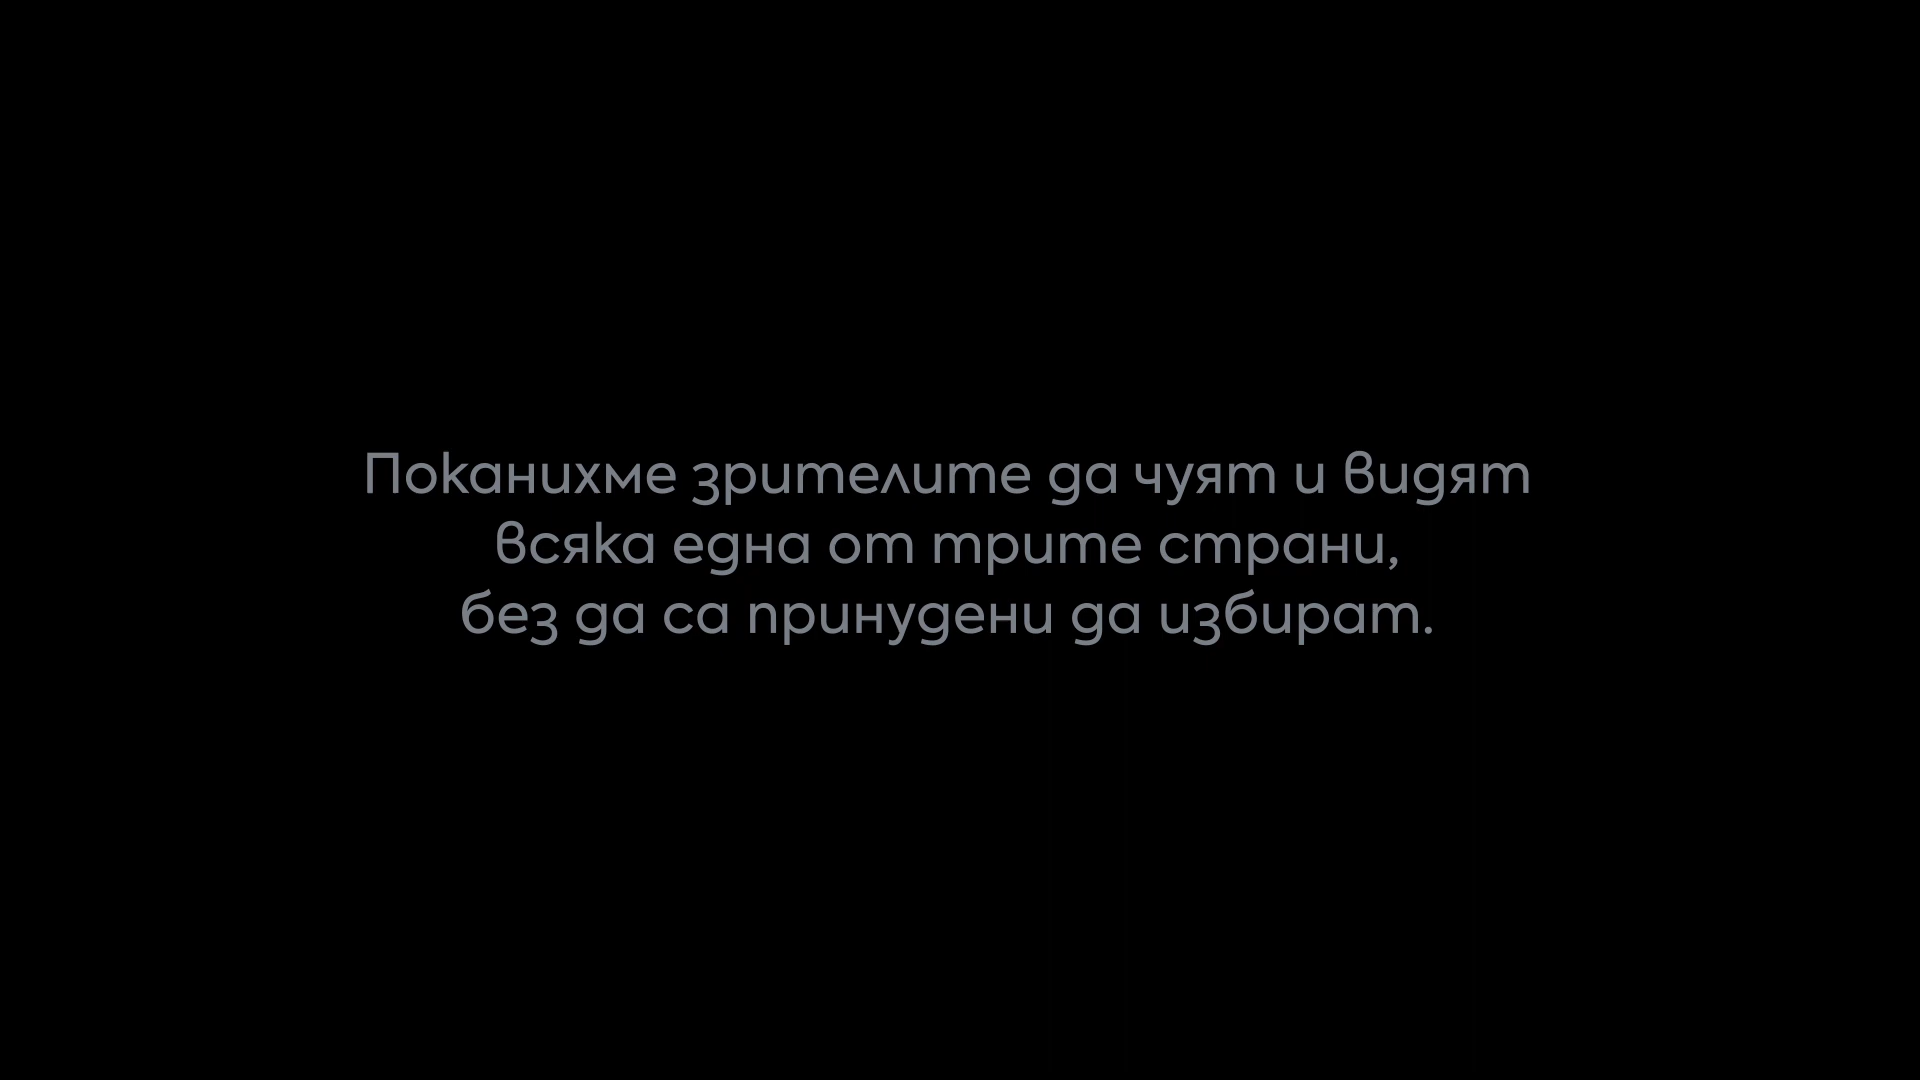 Поканихме зрителите да чуят и видят
всяка една от трите страни,
без да са принудени да избират.